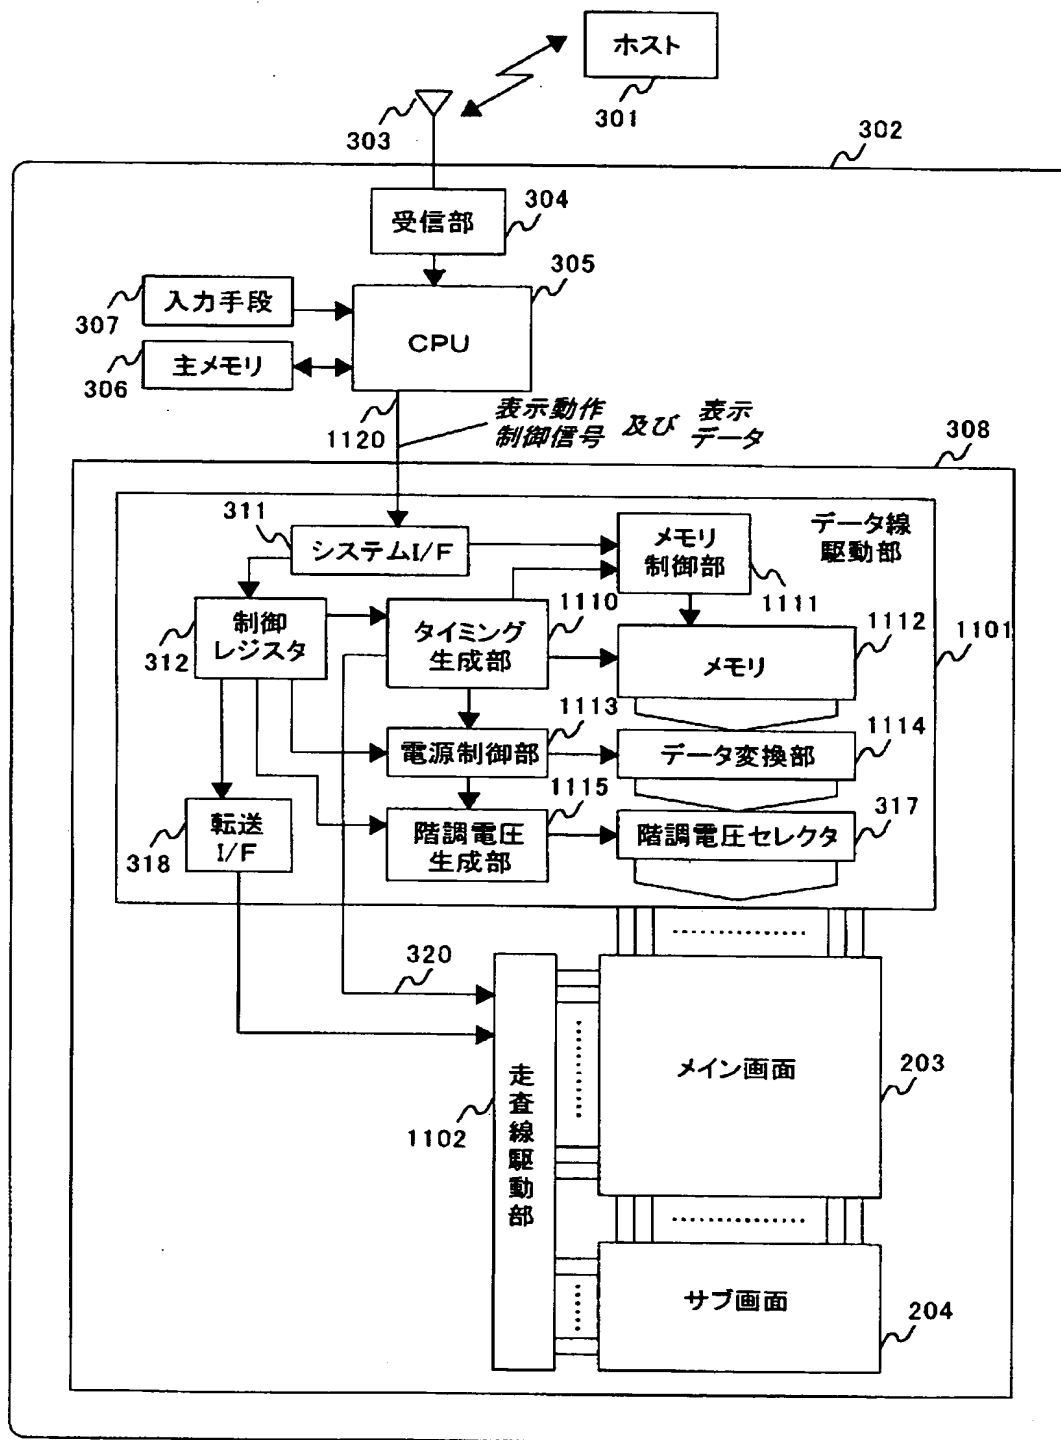 ホスト
301
303
302
受信部
304
入力手段
307
CPU
305
主メモリ
306
1120
表示動作
制御信号
及び
表示
データ
308
311
システムI/F
メモリ
制御部
1111
データ線
駆動部
1101
制御
レジスタ
312
タイミング
生成部
1110
メモリ
1112
電源制御部
1113
データ変換部
1114
転送
I/F
318
階調電圧
生成部
1115
階調電圧セレクタ
317
320
走査線駆動部
1102
メイン画面
203
サブ画面
204